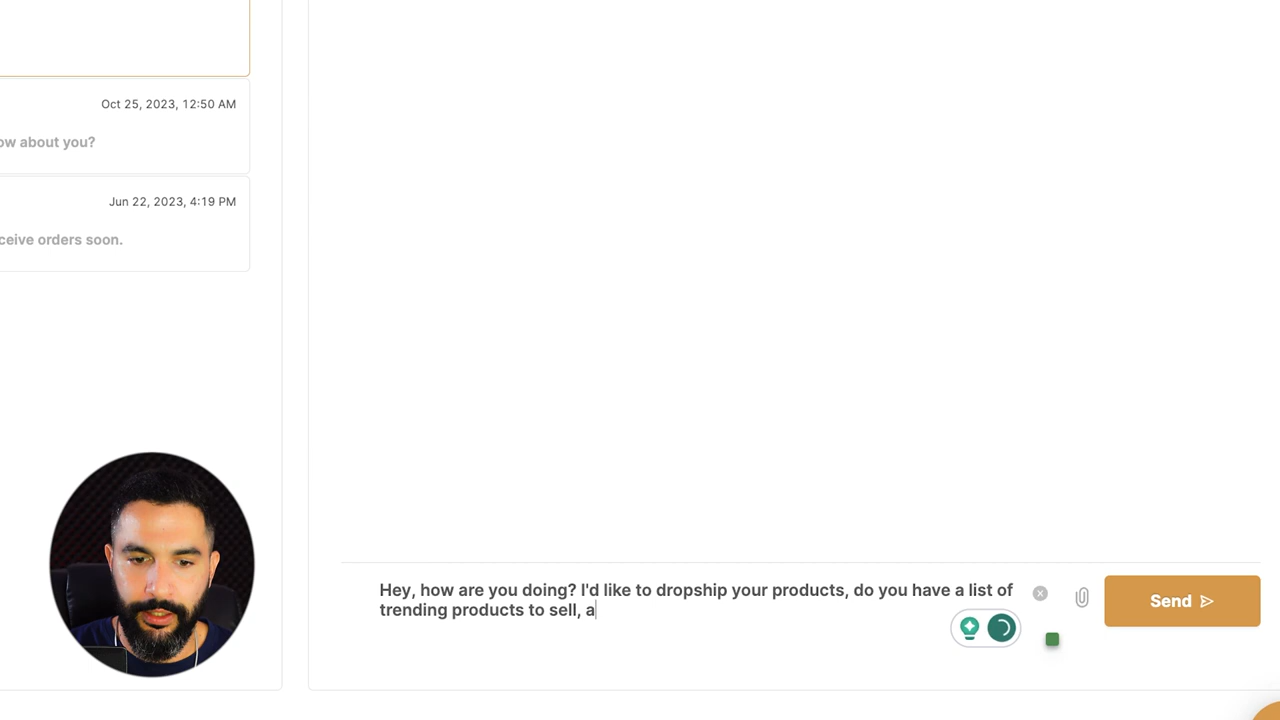 Oct 25, 2023, 12:50 AM
ow about you?
Jun 22, 2023, 4:19 PM
ceive orders soon.
Hey, how are you doing? I'd like to dropship your products, do you have a list of
trending products to sell, a
Send